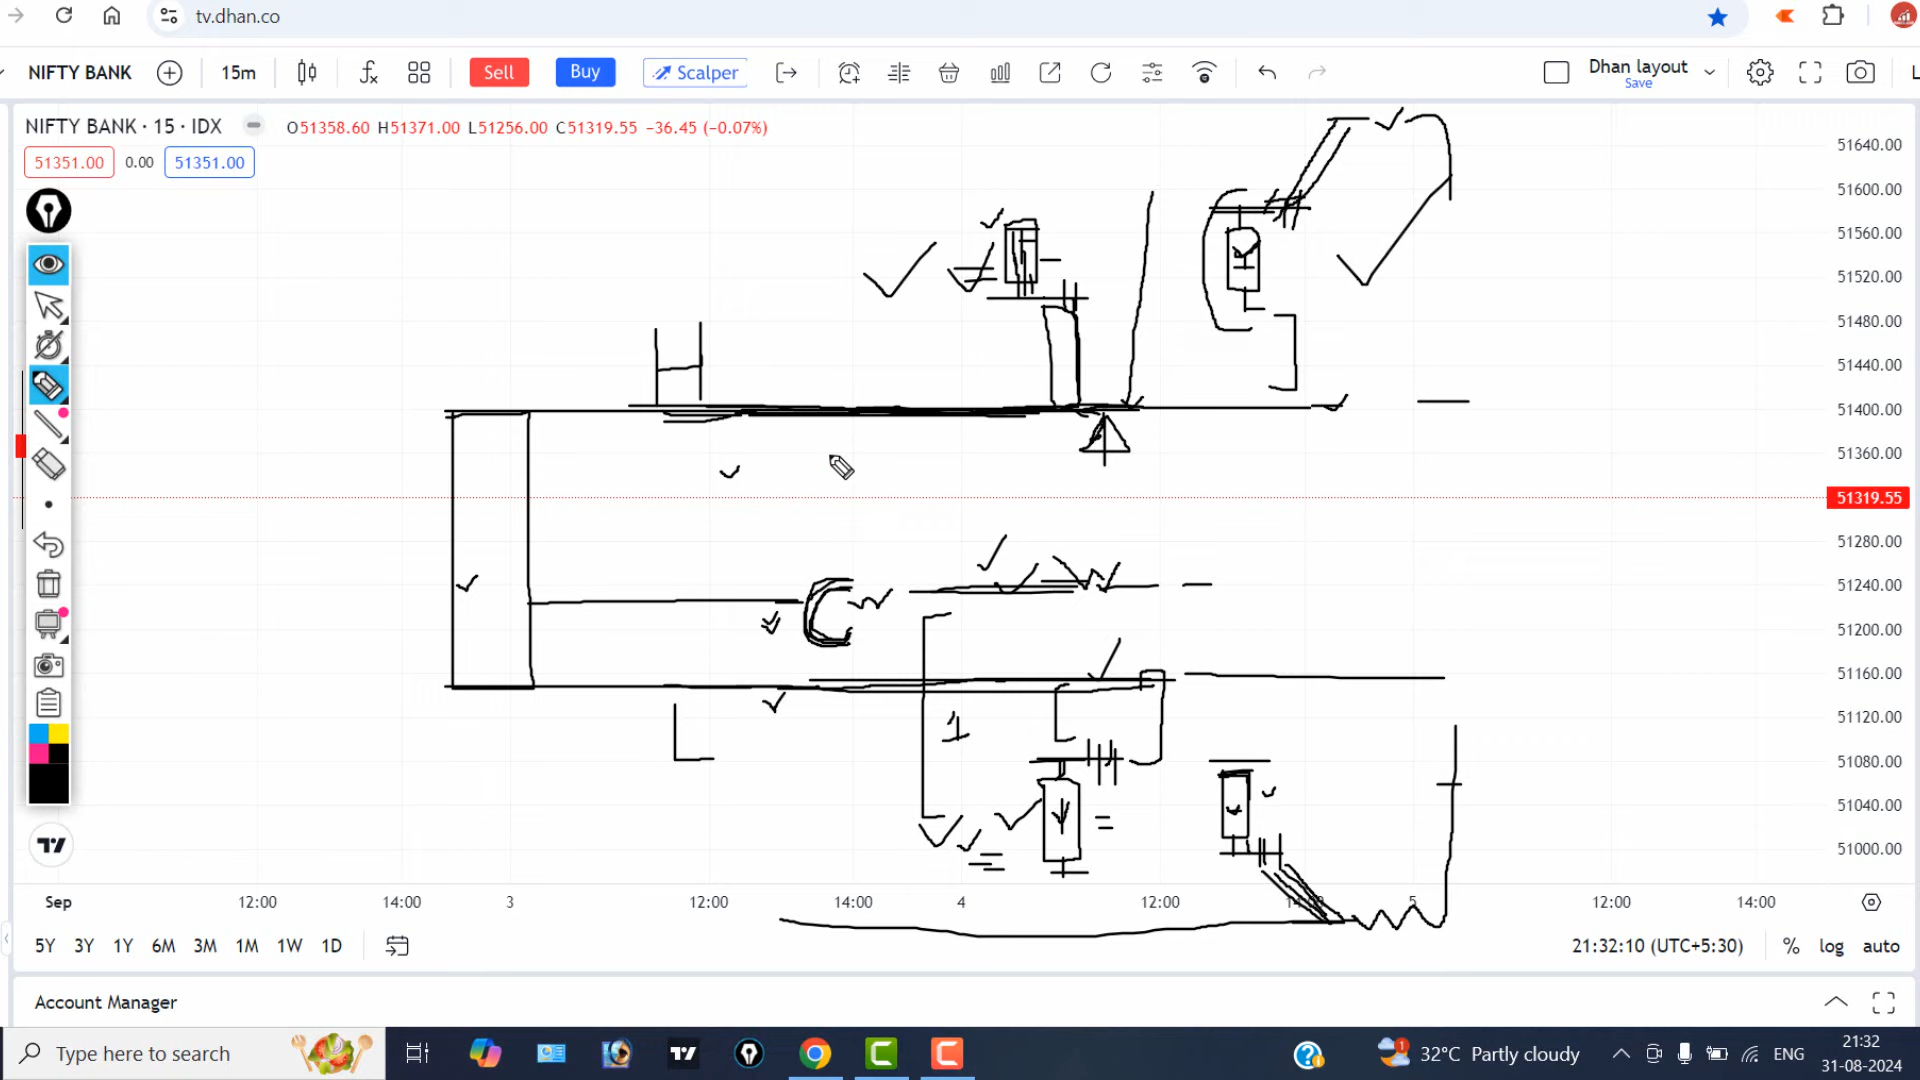 tv.dhan.co
NIFTY BANK 15m Sell Buy Scalper Dhan layout
Save
NIFTY BANK · 15 · IDX O51358.60 H51371.00 L51256.00 C51319.55 −36.45 (−0.07%)
51351.00 0.00 51351.00
51640.00
51600.00
51560.00
51520.00
51480.00
51440.00
51400.00
51360.00
51319.55
51280.00
51240.00
51200.00
51160.00
51120.00
51080.00
51040.00
51000.00
H
C
L
1
Sep 12:00 14:00 3 12:00 14:00 4 12:00 14:00 5 12:00 14:00
5Y 3Y 1Y 6M 3M 1M 1W 1D 21:32:10 (UTC+5:30) % log auto
Account Manager
Type here to search 32°C Partly cloudy ENG 21:32
31-08-2024